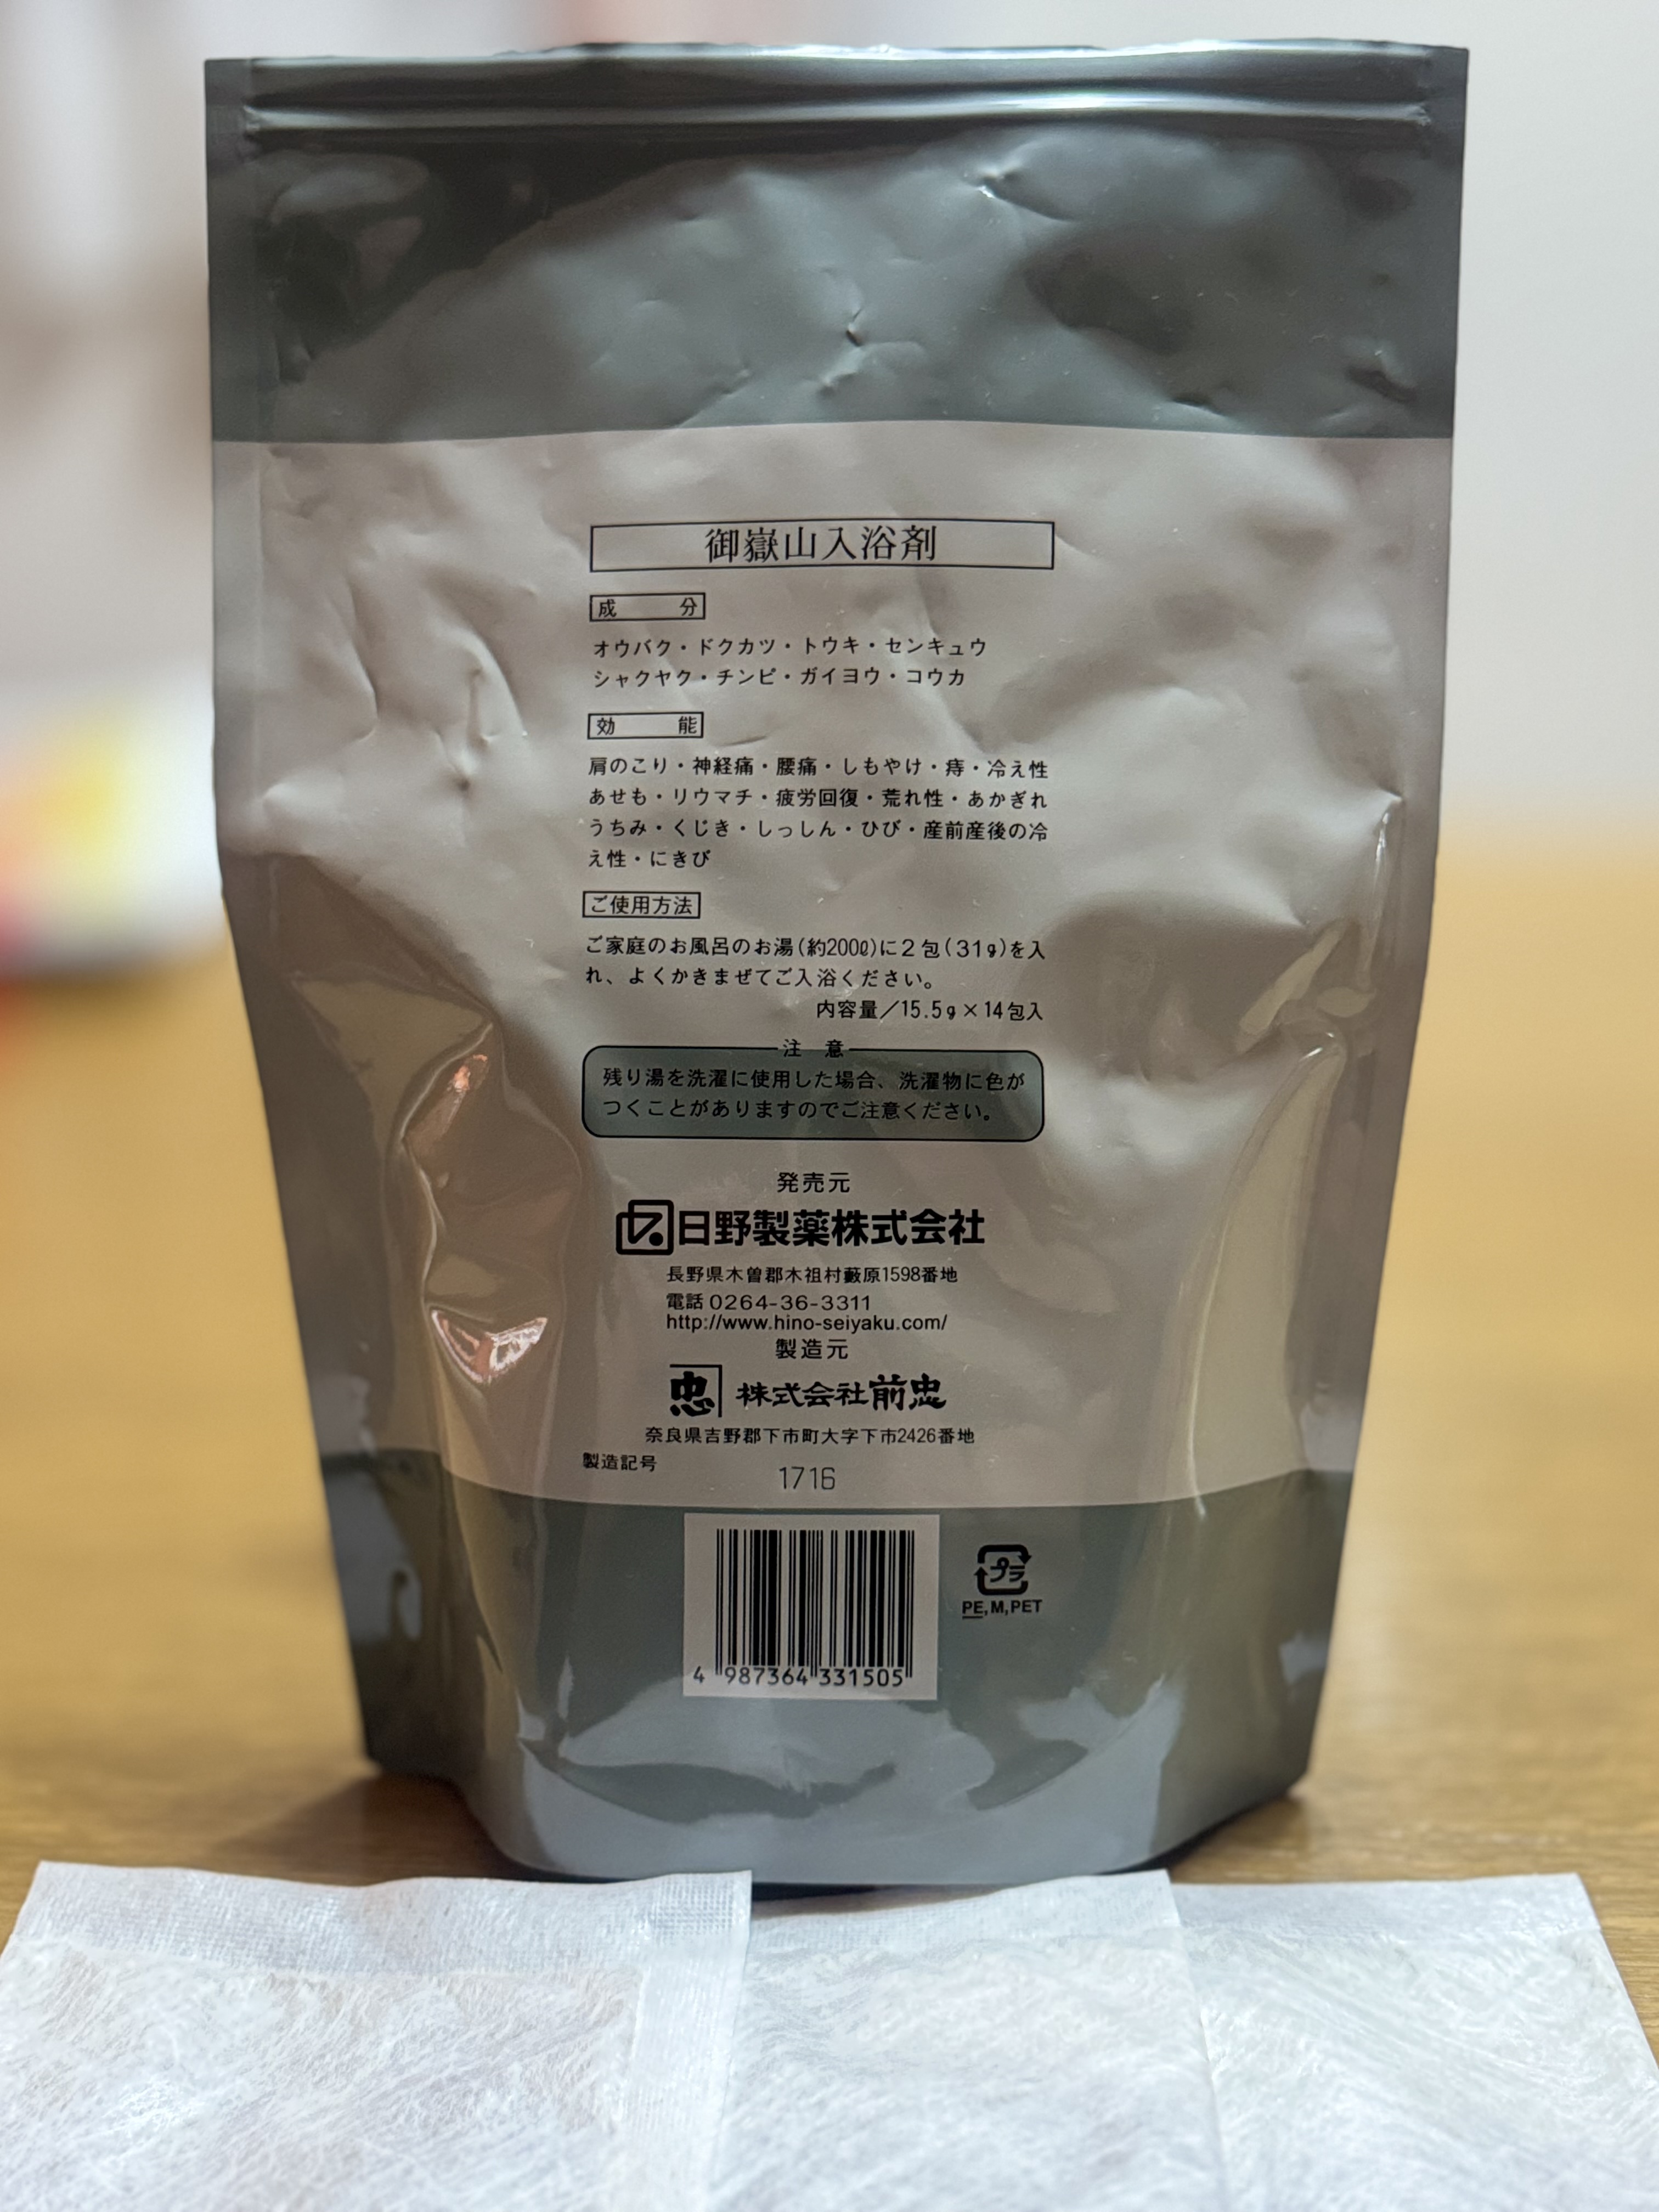 御嶽山入浴剤
成　分
オウバク・ドクカツ・トウキ・センキュウ
シャクヤク・チンピ・ガイヨウ・コウカ
効　能
肩のこり・神経痛・腰痛・しもやけ・痔・冷え性
あせも・リウマチ・疲労回復・荒れ性・あかぎれ
うちみ・くじき・しっしん・ひび・産前産後の冷
え性・にきび
ご使用方法
ご家庭のお風呂のお湯(約200ℓ)に2包(31g)を入
れ、よくかきまぜてご入浴ください。
内容量／15.5g×14包入
注　意
残り湯を洗濯に使用した場合、洗濯物に色が
つくことがありますのでご注意ください。
発売元
日野製薬株式会社
長野県木曽郡木祖村薮原1598番地
電話 0264-36-3311
http://www.hino-seiyaku.com/
製造元
忠 株式会社前忠
奈良県吉野郡下市町大字下市2426番地
製造記号
1716
4 987364 331505
プラ
PE, M, PET